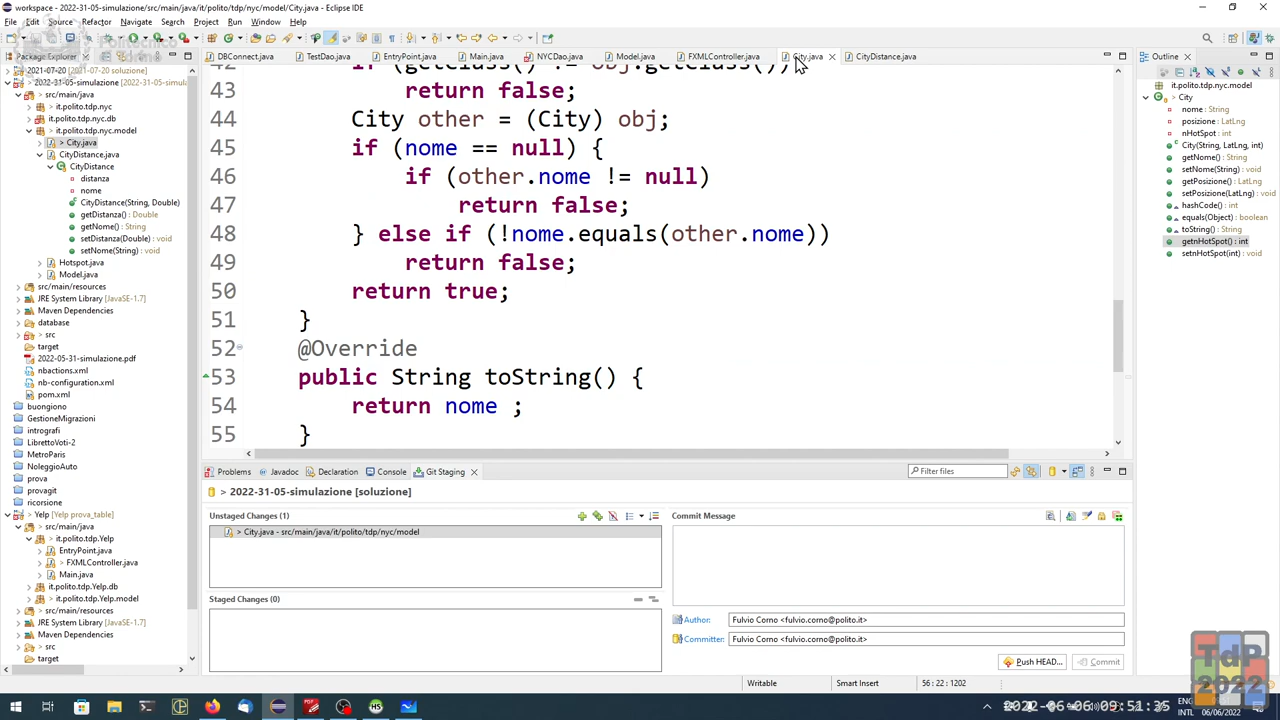 workspace - 2022-31-05-simulazione/src/main/java/it/polito/tdp/nyc/model/City.java - Eclipse IDE
File Edit Source Refactor Navigate Search Project Run Window Help
Package Explorer
2021-07-20 [2021-07-20 soluzione]
> 2022-31-05-simulazione [soluzione]
> src/main/java
it.polito.tdp.nyc
it.polito.tdp.nyc.db
> it.polito.tdp.nyc.model
> City.java
CityDistance.java
CityDistance
distanza
nome
CityDistance(String, Double)
getDistanza() : Double
getNome() : String
setDistanza(Double) : void
setNome(String) : void
Hotspot.java
Model.java
src/main/resources
JRE System Library [JavaSE-1.7]
Maven Dependencies
database
> src
target
2022-05-31-simulazione.pdf
nbactions.xml
nb-configuration.xml
pom.xml
buongiono
GestioneMigrazioni
intrografi
LibrettoVoti-2
MetroParis
NoleggioAuto
prova
provagit
ricorsione
> Yelp [Yelp prova_table]
> src/main/java
> it.polito.tdp.Yelp
EntryPoint.java
> FXMLController.java
Main.java
it.polito.tdp.Yelp.db
> it.polito.tdp.Yelp.model
src/main/resources
JRE System Library [JavaSE-1.7]
Maven Dependencies
> src
target
DBConnect.java TestDao.java EntryPoint.java Main.java NYCDao.java Model.java FXMLController.java City.java CityDistance.java
42 if (getClass() != obj.getClass())
43 return false;
44 City other = (City) obj;
45 if (nome == null) {
46 if (other.nome != null)
47 return false;
48 } else if (!nome.equals(other.nome))
49 return false;
50 return true;
51 }
52 @Override
53 public String toString() {
54 return nome ;
55 }
Problems Javadoc Declaration Console Git Staging
Filter files
> 2022-31-05-simulazione [soluzione]
Unstaged Changes (1)
> City.java - src/main/java/it/polito/tdp/nyc/model
Staged Changes (0)
Commit Message
Author: Fulvio Corno <fulvio.corno@polito.it>
Committer: Fulvio Corno <fulvio.corno@polito.it>
Push HEAD...
Commit
Outline
it.polito.tdp.nyc.model
City
nome : String
posizione : LatLng
nHotSpot : int
City(String, LatLng, int)
getNome() : String
setNome(String) : void
getPosizione() : LatLng
setPosizione(LatLng) : void
hashCode() : int
equals(Object) : boolean
toString() : String
getnHotSpot() : int
setnHotSpot(int) : void
Writable Smart Insert 56 : 22 : 1202
TdP
2022
2022-06-06 09:51:35
ENG
INTL
06/06/2022